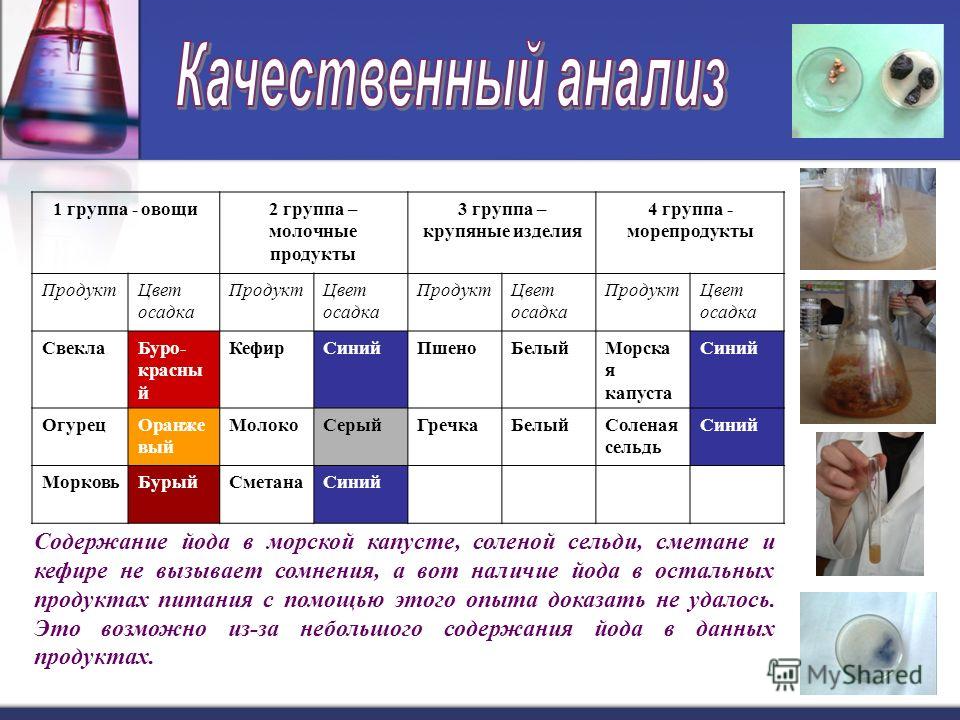 Качественный анализ
1 группа - овощи
2 группа –
молочные
продукты
3 группа –
крупяные изделия
4 группа -
морепродукты
Продукт
Цвет
осадка
Продукт
Цвет
осадка
Продукт
Цвет
осадка
Продукт
Цвет
осадка
Свекла
Буро-
красны
й
Кефир
Синий
Пшено
Белый
Морска
я
капуста
Синий
Огурец
Оранже
вый
Молоко
Серый
Гречка
Белый
Соленая
сельдь
Синий
Морковь
Бурый
Сметана
Синий
Содержание йода в морской капусте, соленой сельди, сметане и
кефире не вызывает сомнения, а вот наличие йода в остальных
продуктах питания с помощью этого опыта доказать не удалось.
Это возможно из-за небольшого содержания йода в данных
продуктах.
MyShared